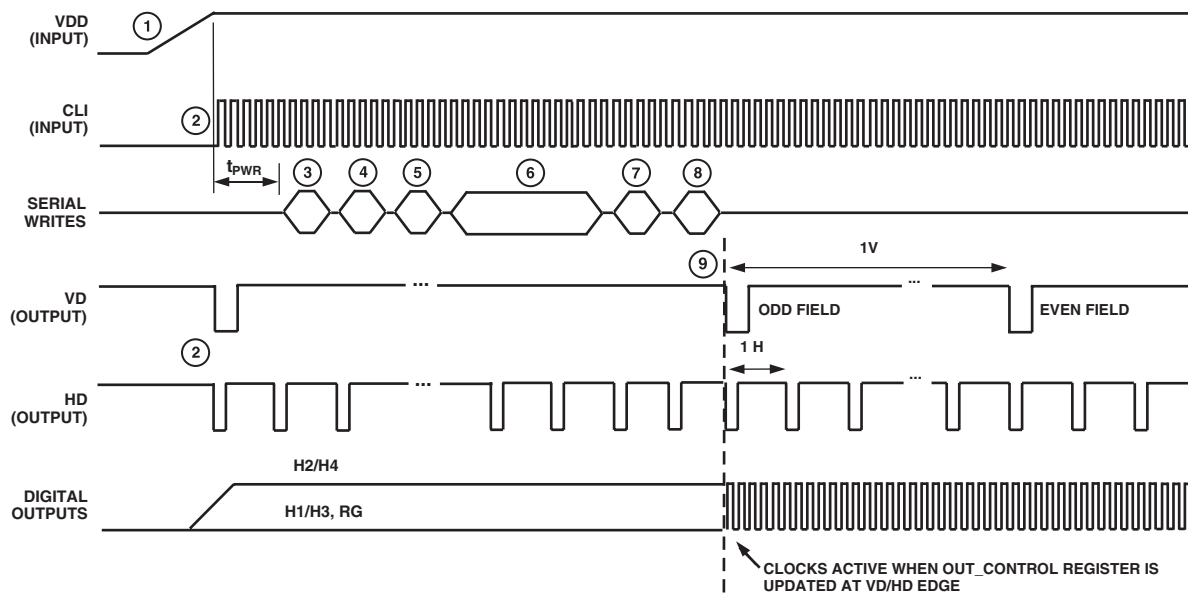 VDD
(INPUT)
1
CLI
(INPUT)
2
tPWR
3
4
5
6
7
8
SERIAL
WRITES
9
1V
VD
(OUTPUT)
...
...
ODD FIELD
EVEN FIELD
2
1 H
HD
(OUTPUT)
...
...
H2/H4
DIGITAL
OUTPUTS
H1/H3, RG
CLOCKS ACTIVE WHEN OUT_CONTROL REGISTER IS
UPDATED AT VD/HD EDGE